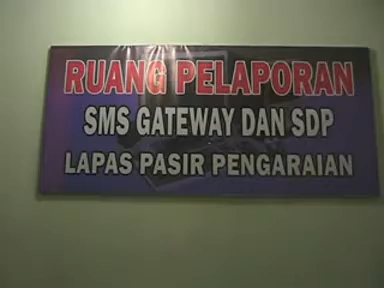 RUANG PELAPORAN
SMS GATEWAY DAN SDP
LAPAS PASIR PENGARAIAN